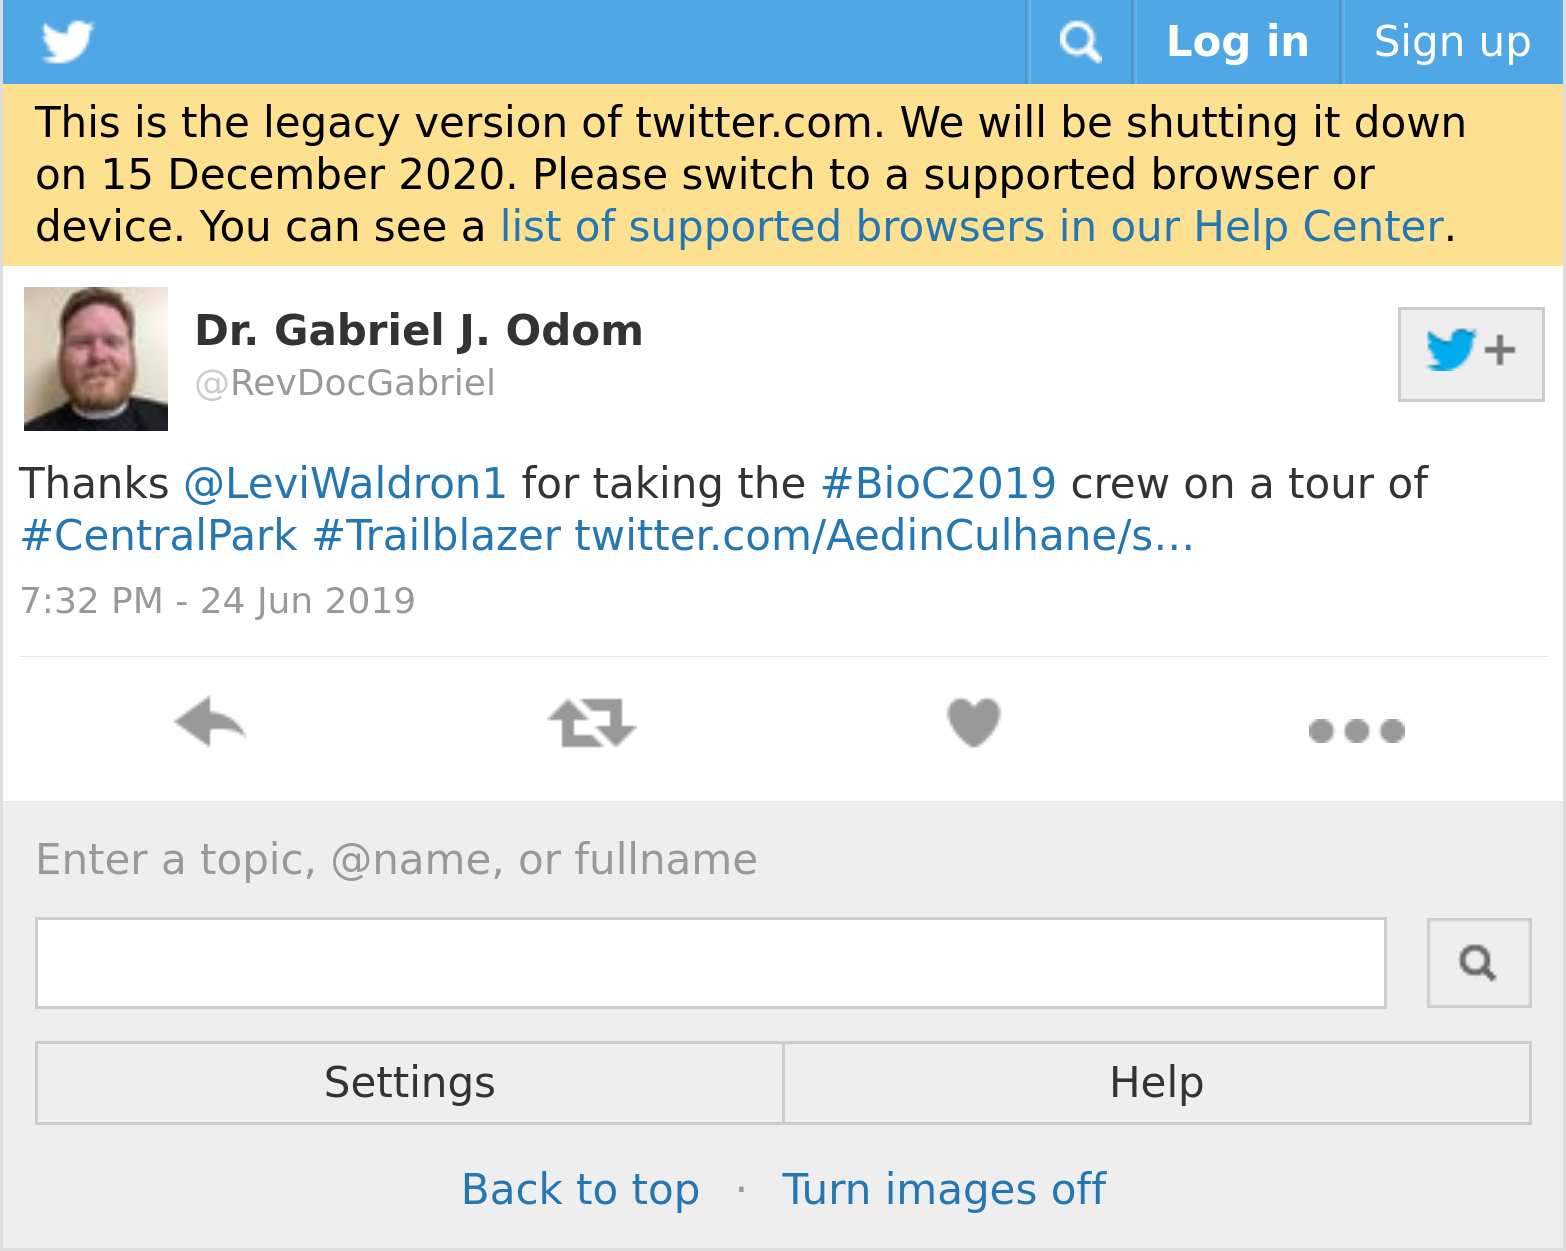 Log in
Sign up
This is the legacy version of twitter.com. We will be shutting it down
on 15 December 2020. Please switch to a supported browser or
device. You can see a list of supported browsers in our Help Center.
Dr. Gabriel J. Odom
@RevDocGabriel
Thanks @LeviWaldron1 for taking the #BioC2019 crew on a tour of
#CentralPark #Trailblazer twitter.com/AedinCulhane/s…
7:32 PM - 24 Jun 2019
Enter a topic, @name, or fullname
Settings
Help
Back to top · Turn images off